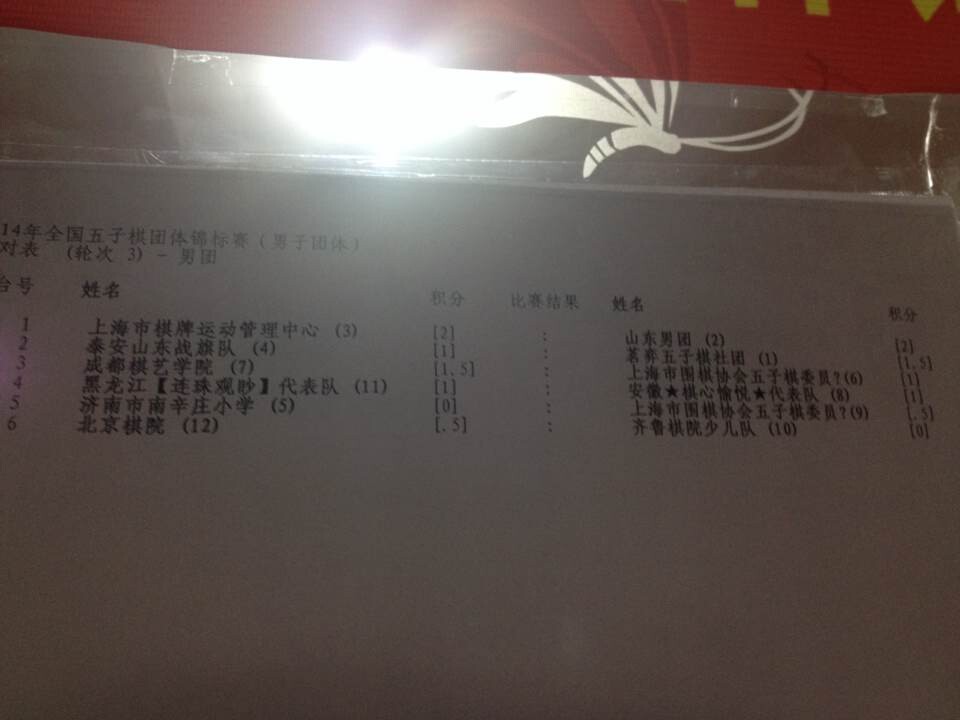 14年全国五子棋团体锦标赛(男子团体)
对表 (轮次 3) - 男团
台号 姓名 积分 比赛结果 姓名 积分
1 上海市棋牌运动管理中心 (3) [2] : 山东男团 (2) [2]
2 泰安山东战旗队 (4) [1] : 茗弈五子棋社团 (1) [1.5]
3 成都棋艺学院 (7) [1.5] : 上海市围棋协会五子棋委员?(6) [1]
4 黑龙江【连珠观眇】代表队 (11) [1] : 安徽★棋心愉悦★代表队 (8) [1]
5 济南市南辛庄小学 (5) [0] : 上海市围棋协会五子棋委员?(9) [.5]
6 北京棋院 (12) [.5] : 齐鲁棋院少儿队 (10) [0]